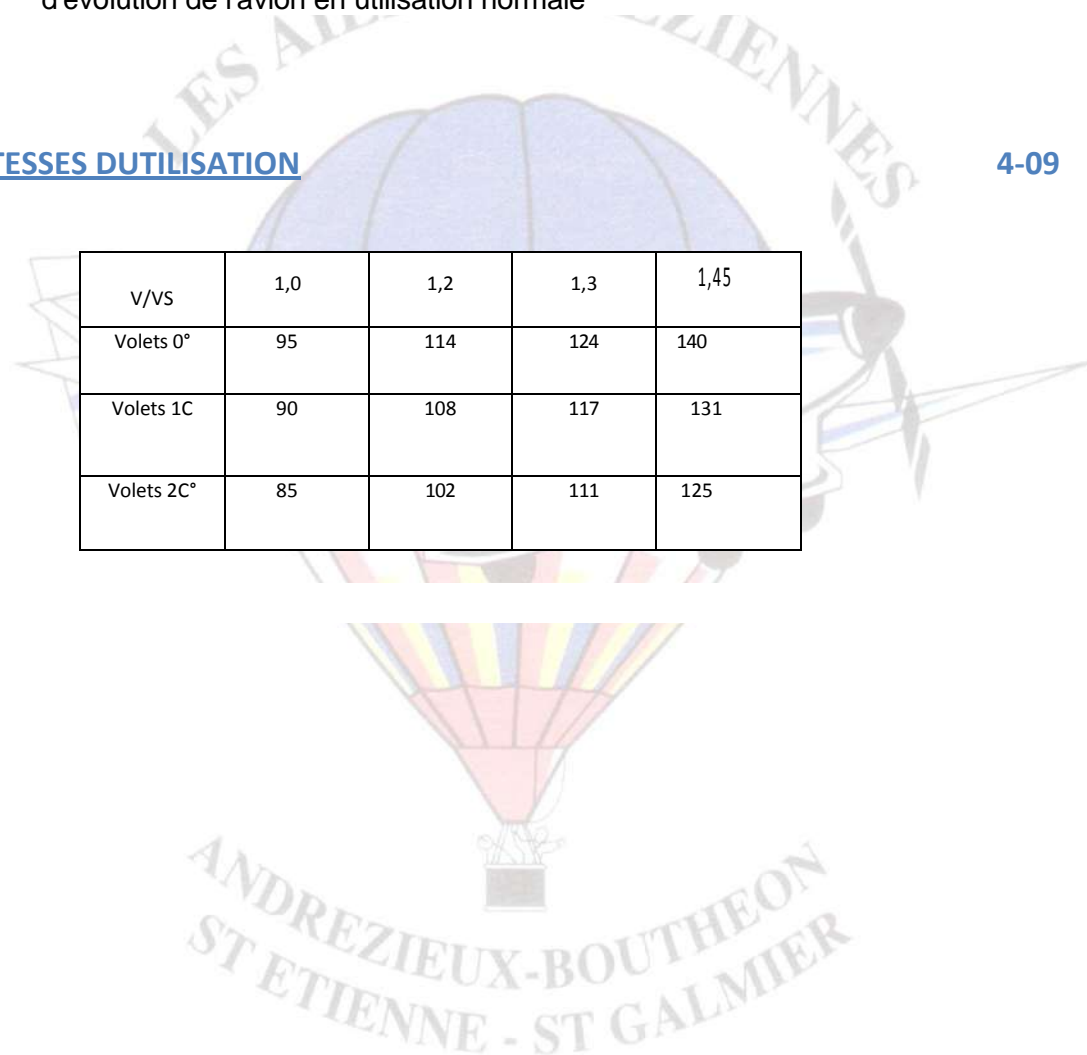 d'évolution de l'avion en utilisation normale
LES AILES
TESSES DUTILISATION 4-09
V/VS 1,0 1,2 1,3 1,45
Volets 0° 95 114 124 140
Volets 1C 90 108 117 131
Volets 2C° 85 102 111 125
ANDREZIEUX-BOUTHEON
ST ETIENNE - ST GALMIER